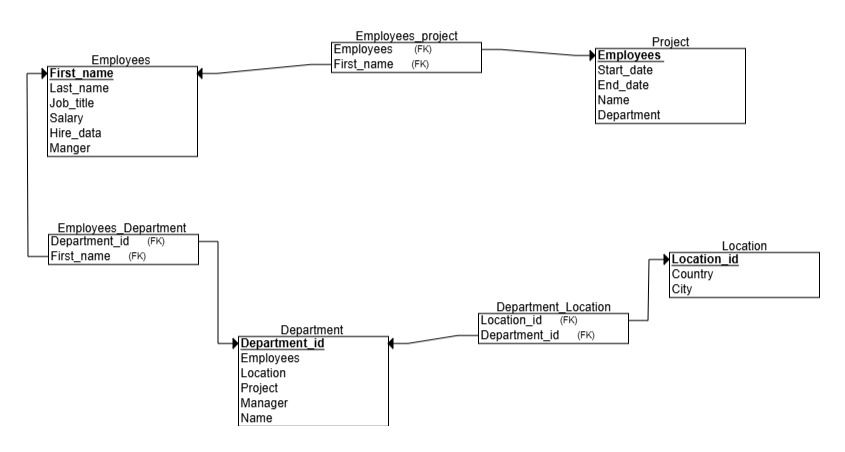 Employees_project
Employees (FK)
First_name (FK)
Project
Employees
Start_date
End_date
Name
Department
Employees
First_name
Last_name
Job_title
Salary
Hire_data
Manger
Employees_Department
Department_id (FK)
First_name (FK)
Location
Location_id
Country
City
Department_Location
Location_id (FK)
Department_id (FK)
Department
Department_id
Employees
Location
Project
Manager
Name